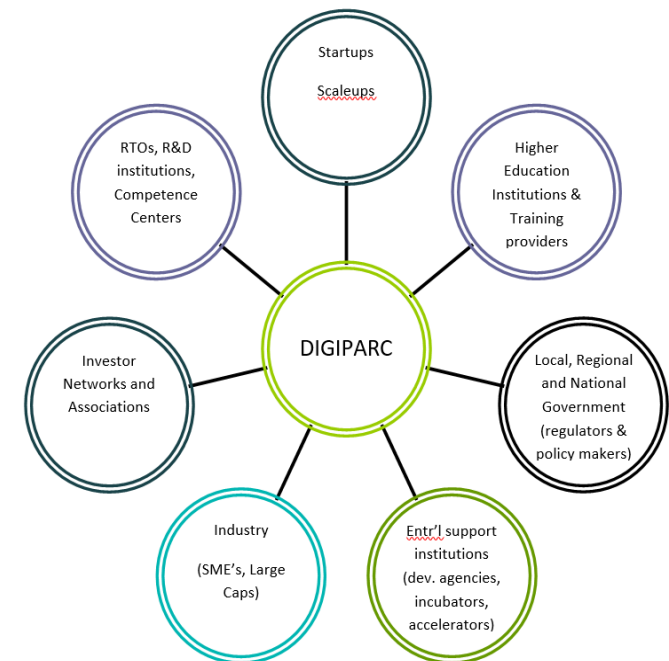 Startups
Scaleups
RTOs, R&D
institutions,
Competence
Centers
Higher
Education
Institutions &
Training
providers
DIGIPARC
Investor
Networks and
Associations
Local, Regional
and National
Government
(regulators &
policy makers)
Industry
(SME’s, Large
Caps)
Entr’l support
institutions
(dev. agencies,
incubators,
accelerators)